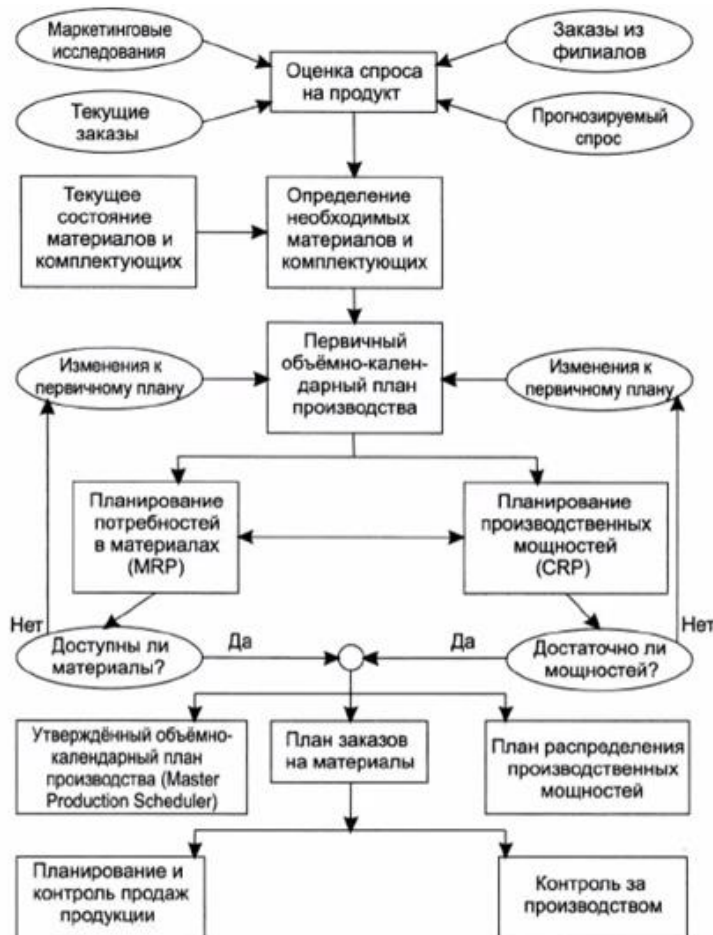 Маркетинговые
исследования
Заказы из
филиалов
Оценка спроса
на продукт
Текущие
заказы
Прогнозируемый
спрос
Текущее
состояние
материалов и
комплектующих
Определение
необходимых
материалов и
комплектующих
Изменения к
первичному плану
Первичный
объёмно-кален-
дарный план
производства
Изменения к
первичному плану
Планирование
потребностей
в материалах
(MRP)
Планирование
производственных
мощностей
(CRP)
Нет
Доступны ли
материалы?
Да
Да
Достаточно ли
мощностей?
Нет
Утверждённый объёмно-
календарный план
производства (Master
Production Scheduler)
План заказов
на материалы
План распределения
производственных
мощностей
Планирование и
контроль продаж
продукции
Контроль за
производством